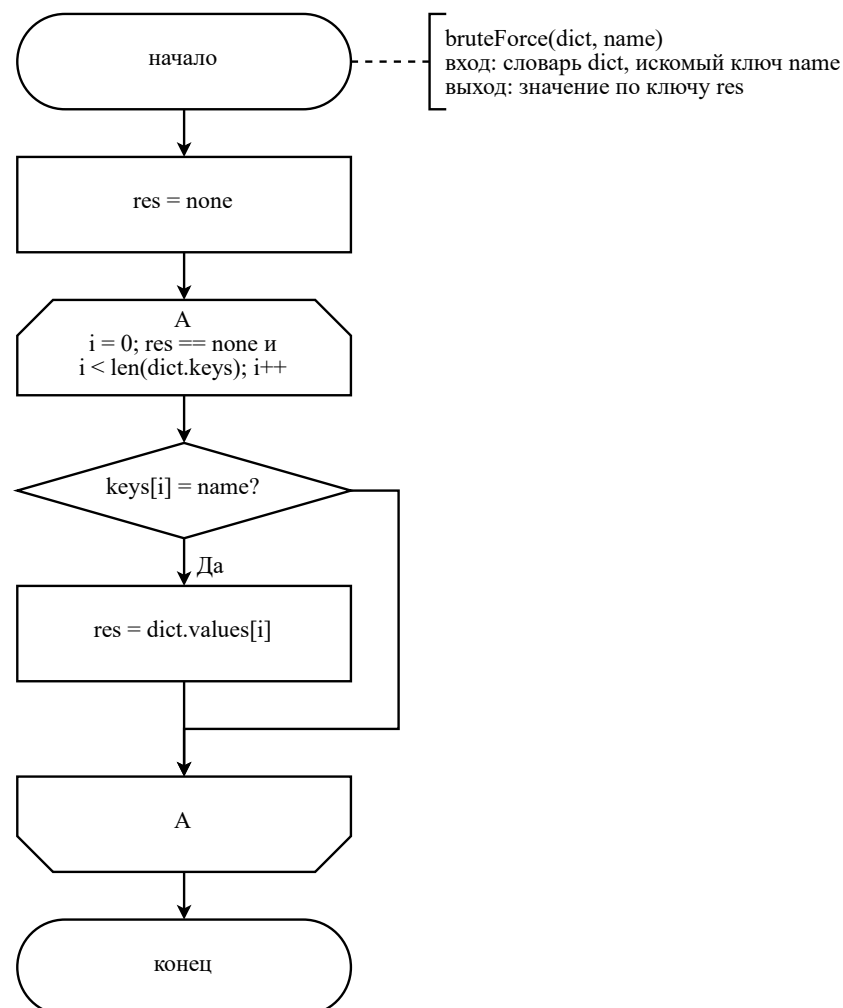 начало
bruteForce(dict, name)
вход: словарь dict, искомый ключ name
выход: значение по ключу res
res = none
A
i = 0; res == none и
i < len(dict.keys); i++
keys[i] = name?
Да
res = dict.values[i]
A
конец